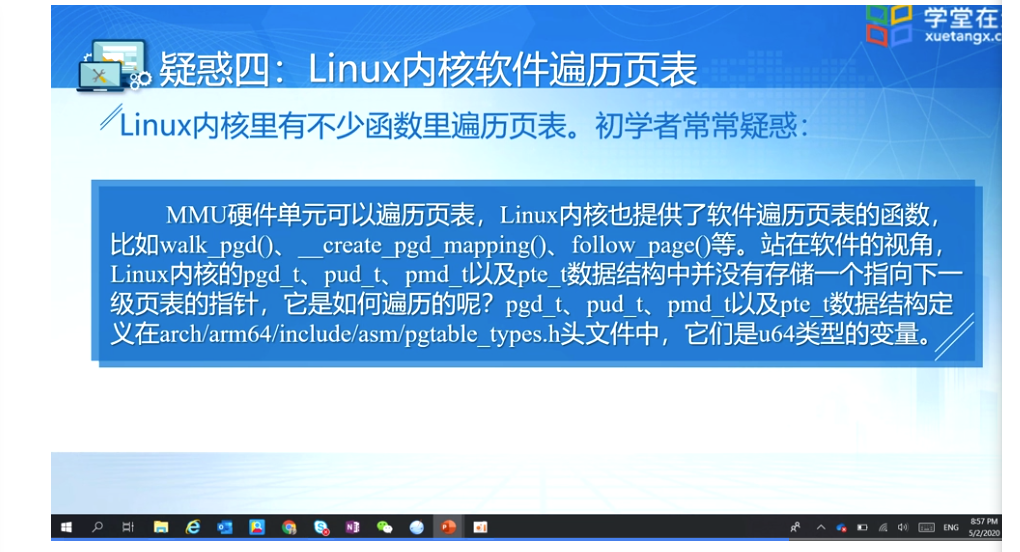 学堂在
xuetangx.c
疑惑四：Linux内核软件遍历页表
Linux内核里有不少函数里遍历页表。初学者常常疑惑：
MMU硬件单元可以遍历页表，Linux内核也提供了软件遍历页表的函数，
比如walk_pgd()、__create_pgd_mapping()、follow_page()等。站在软件的视角，
Linux内核的pgd_t、pud_t、pmd_t以及pte_t数据结构中并没有存储一个指向下一
级页表的指针，它是如何遍历的呢？pgd_t、pud_t、pmd_t以及pte_t数据结构定
义在arch/arm64/include/asm/pgtable_types.h头文件中，它们是u64类型的变量。
ENG
8:57 PM
5/2/2020